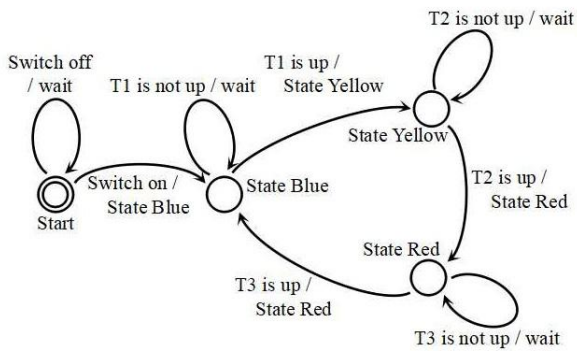 T2 is not up / wait
Switch off
/ wait
T1 is not up / wait
T1 is up /
State Yellow
State Yellow
Switch on /
State Blue
State Blue
Start
T2 is up /
State Red
State Red
T3 is up /
State Red
T3 is not up / wait